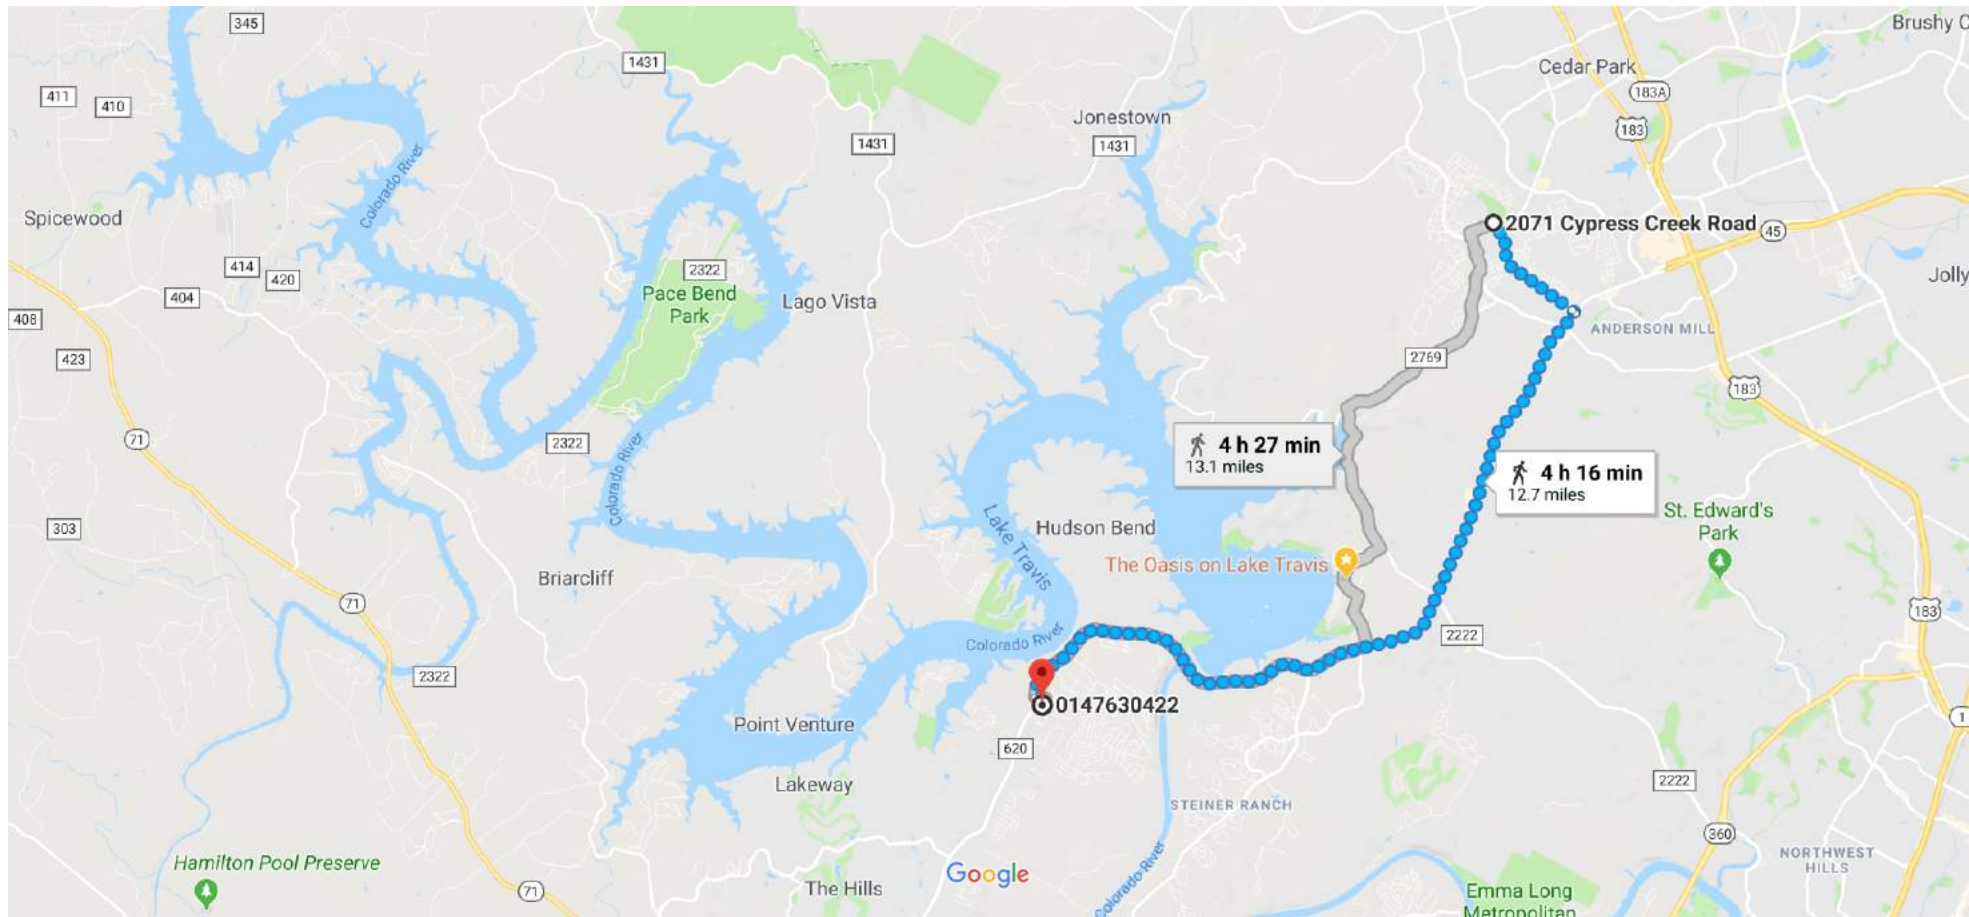 345
Brushy C
1431
Cedar Park
411
410
183A
Jonestown
183
1431
1431
Colorado River
Spicewood
2071 Cypress Creek Road
45
414
420
2322
Jolly
404
Pace Bend
Park
Lago Vista
408
ANDERSON MILL
423
2769
183
71
2322
4 h 27 min
13.1 miles
Colorado River
4 h 16 min
12.7 miles
St. Edward's
Park
303
Lake Travis
Hudson Bend
The Oasis on Lake Travis
Briarcliff
71
183
Colorado River
2222
2322
0147630422
Point Venture
1
620
Lakeway
2222
STEINER RANCH
360
Hamilton Pool Preserve
Google
NORTHWEST
HILLS
71
The Hills
Colorado River
Emma Long
Metropolitan